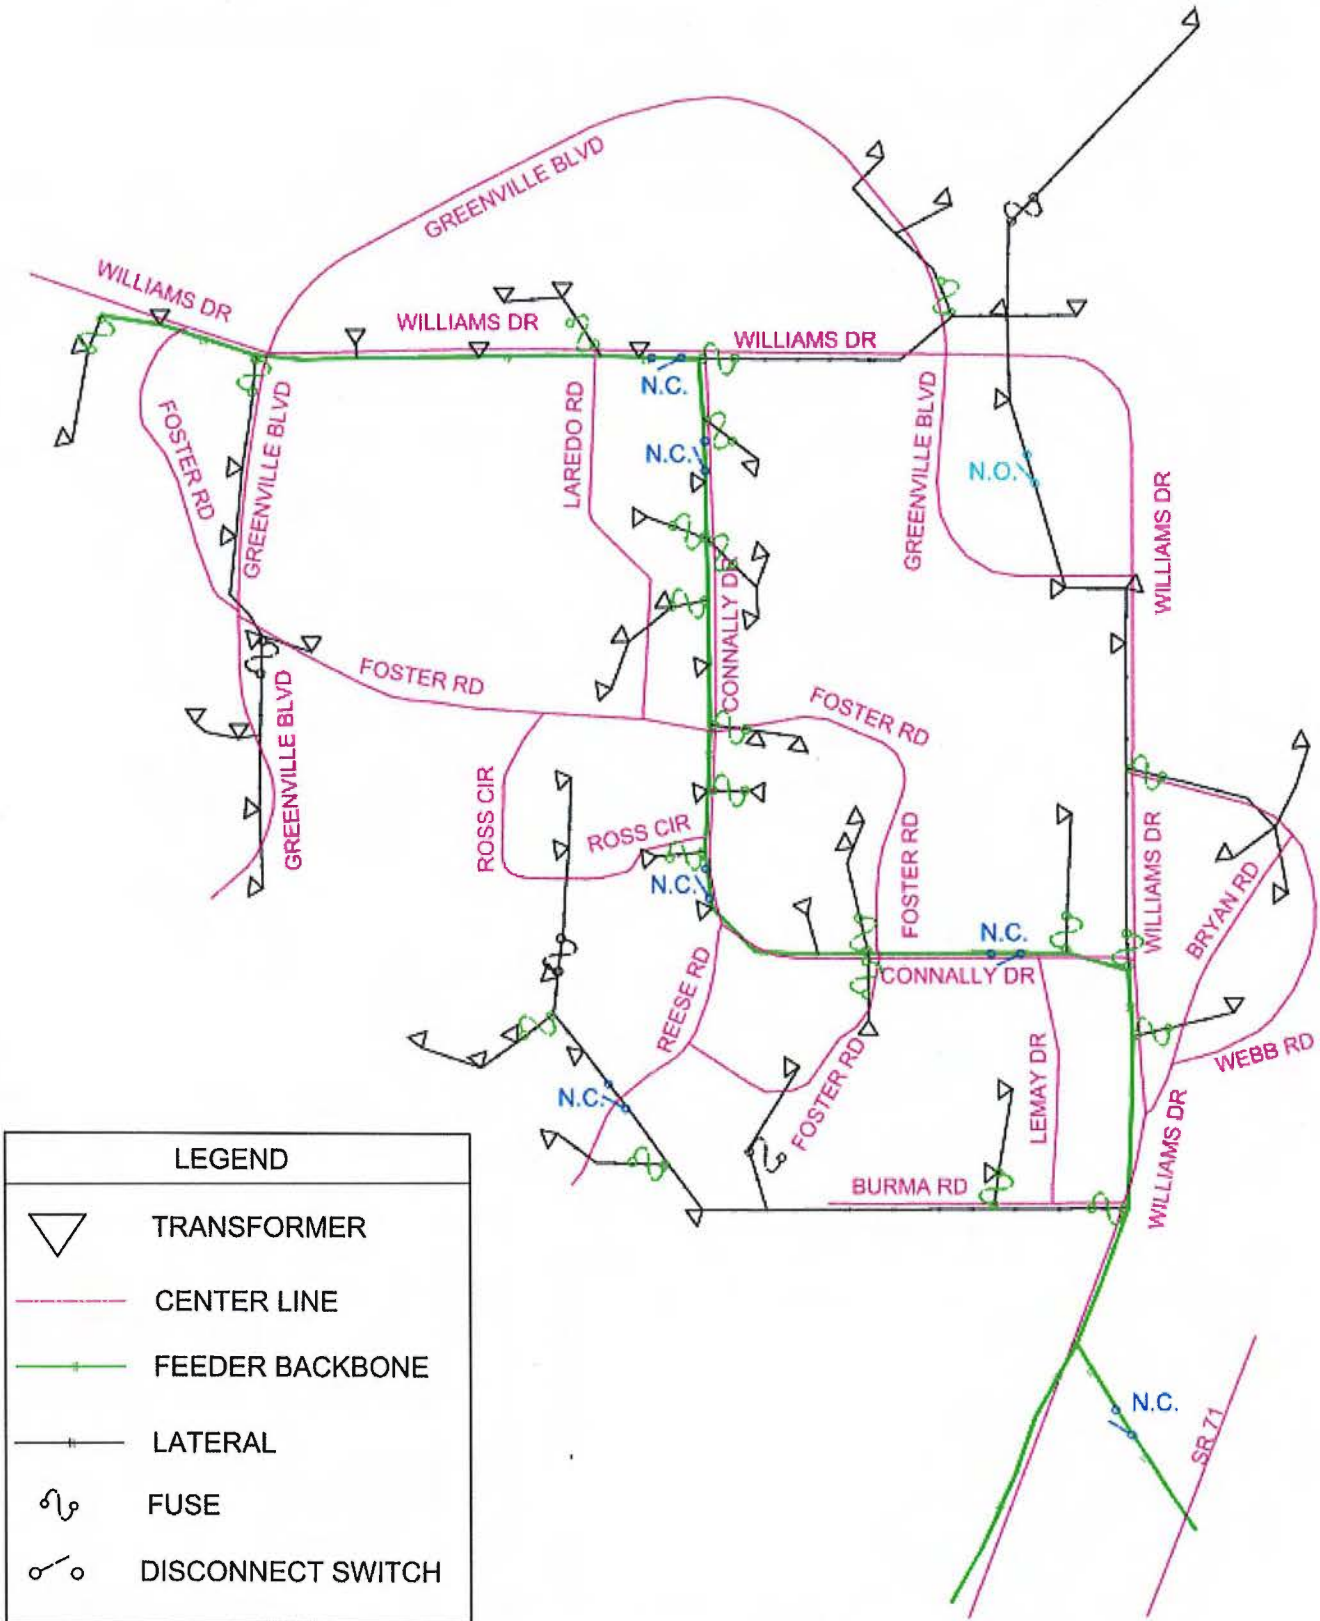 GREENVILLE BLVD
WILLIAMS DR
WILLIAMS DR
WILLIAMS DR
N.C.
FOSTER RD
GREENVILLE BLVD
LAREDO RD
N.C.
GREENVILLE BLVD
N.O.
WILLIAMS DR
CONNALLY DR
FOSTER RD
GREENVILLE BLVD
FOSTER RD
ROSS CIR
ROSS CIR
N.C.
FOSTER RD
WILLIAMS DR
BRYAN RD
N.C.
CONNALLY DR
REESE RD
LEMAY DR
WEBB RD
N.C.
FOSTER RD
WILLIAMS DR
BURMA RD
N.C.
SR 71
LEGEND
TRANSFORMER
CENTER LINE
FEEDER BACKBONE
LATERAL
FUSE
DISCONNECT SWITCH